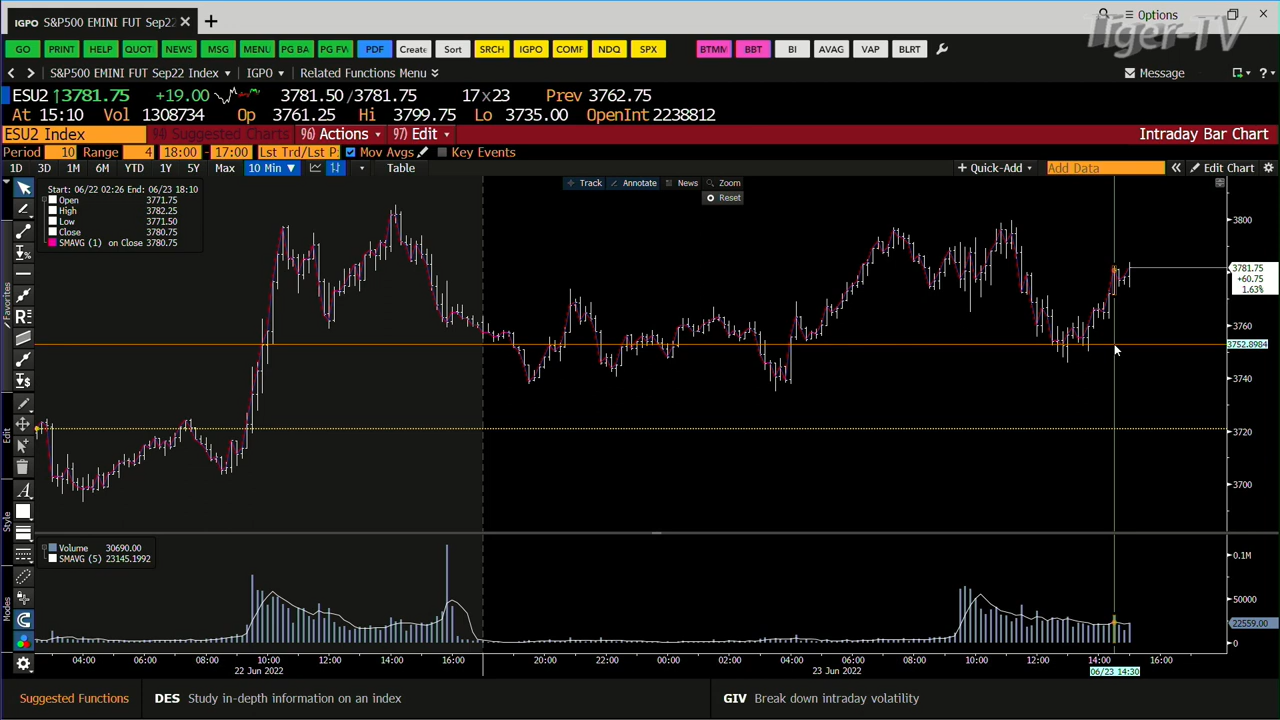 IGPO S&P500 EMINI FUT Sep22
Options
Tiger-TV
GO PRINT HELP QUOT NEWS MSG MENU PG BA PG FW PDF Create Sort SRCH IGPO COMF NDQ SPX BTMM BBT BI AVAG VAP BLRT
S&P500 EMINI FUT Sep22 Index IGPO Related Functions Menu Message
ESU2 ↑3781.75 +19.00 3781.50/3781.75 17x23 Prev 3762.75
At 15:10 Vol 1308734 Op 3761.25 Hi 3799.75 Lo 3735.00 OpenInt 2238812
ESU2 Index 94) Suggested Charts 96) Actions 97) Edit Intraday Bar Chart
Period 10 Range 4 18:00 - 17:00 Lst Trd/Lst P Mov Avgs Key Events
1D 3D 1M 6M YTD 1Y 5Y Max 10 Min ▼ Table + Quick-Add Add Data Edit Chart
Track Annotate News Zoom
Reset
Start: 06/22 02:26 End: 06/23 18:10
Open 3771.75
High 3782.25
Low 3771.50
Close 3780.75
SMAVG (1) on Close 3780.75
3800
3781.75
+60.75
1.63%
3760
3752.8984
3740
3720
3700
Favorites
Edit
Style
Modes
Volume 30690.00
SMAVG (5) 23145.1992
0.1M
50000
22559.00
0
04:00 06:00 08:00 10:00 12:00 14:00 16:00 20:00 22:00 00:00 02:00 04:00 06:00 08:00 10:00 12:00 14:00 16:00
22 Jun 2022 23 Jun 2022 06/23 14:30
Suggested Functions DES Study in-depth information on an index GIV Break down intraday volatility